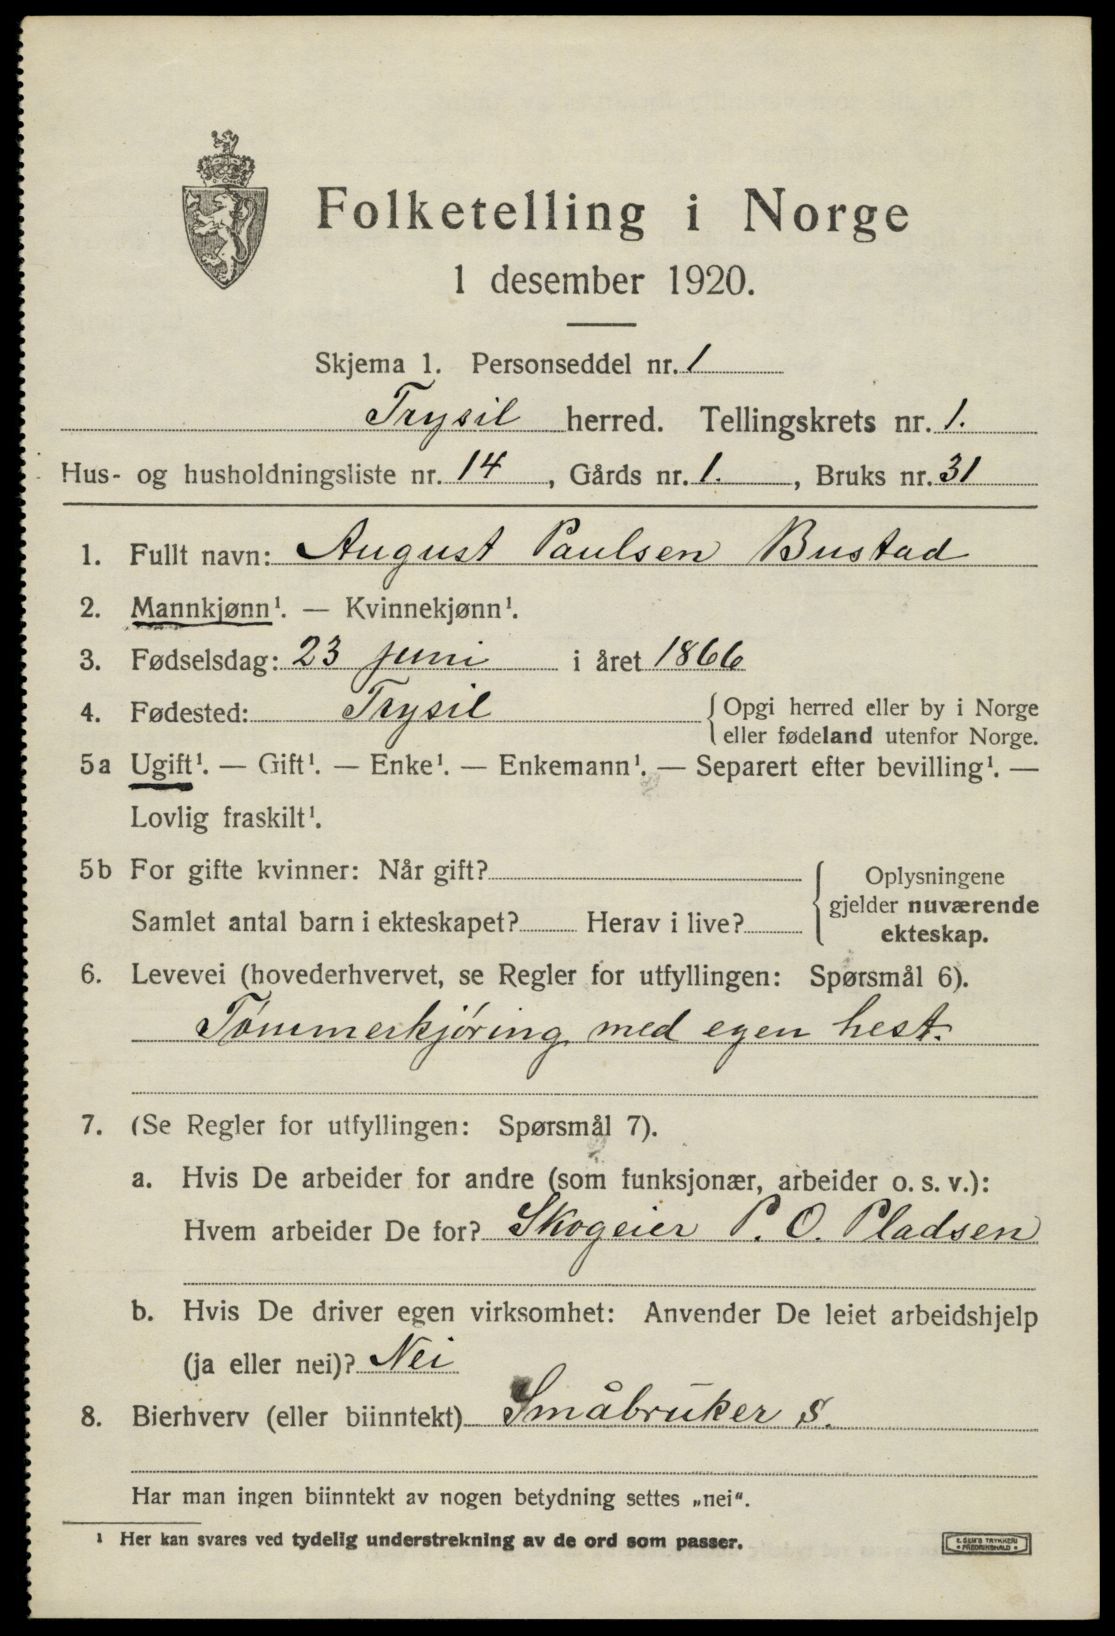 Folketelling i Norge
1 desember 1920.
Skjema 1. Personseddel nr. 1
Trysil herred. Tellingskrets nr. 1.
Hus- og husholdningsliste nr. 14, Gårds nr. 1., Bruks nr. 31
1. Fullt navn: August Paulsen Bustad
2. Mannkjønn¹. — Kvinnekjønn¹.
3. Fødselsdag: 23 juni i året 1866
4. Fødested: Trysil { Opgi herred eller by i Norge
eller fødeland utenfor Norge.
5a Ugift¹. — Gift¹. — Enke¹. — Enkemann¹. — Separert efter bevilling¹. —
Lovlig fraskilt¹.
5b For gifte kvinner: Når gift?
Samlet antal barn i ekteskapet? Herav i live?
Oplysningene
gjelder nuværende
ekteskap.
6. Levevei (hovederhvervet, se Regler for utfyllingen: Spørsmål 6).
Tømmerkjøring med egen hest.
7. (Se Regler for utfyllingen: Spørsmål 7).
a. Hvis De arbeider for andre (som funksjonær, arbeider o. s. v.):
Hvem arbeider De for? Skogeier P. O. Pladsen
b. Hvis De driver egen virksomhet: Anvender De leiet arbeidshjelp
(ja eller nei)? Nei
8. Bierhverv (eller biinntekt) Småbruker s.
Har man ingen biinntekt av nogen betydning settes „nei“.
¹ Her kan svares ved tydelig understrekning av de ord som passer.
E. SEM'S TRYKKERI
FREDRIKSHALD